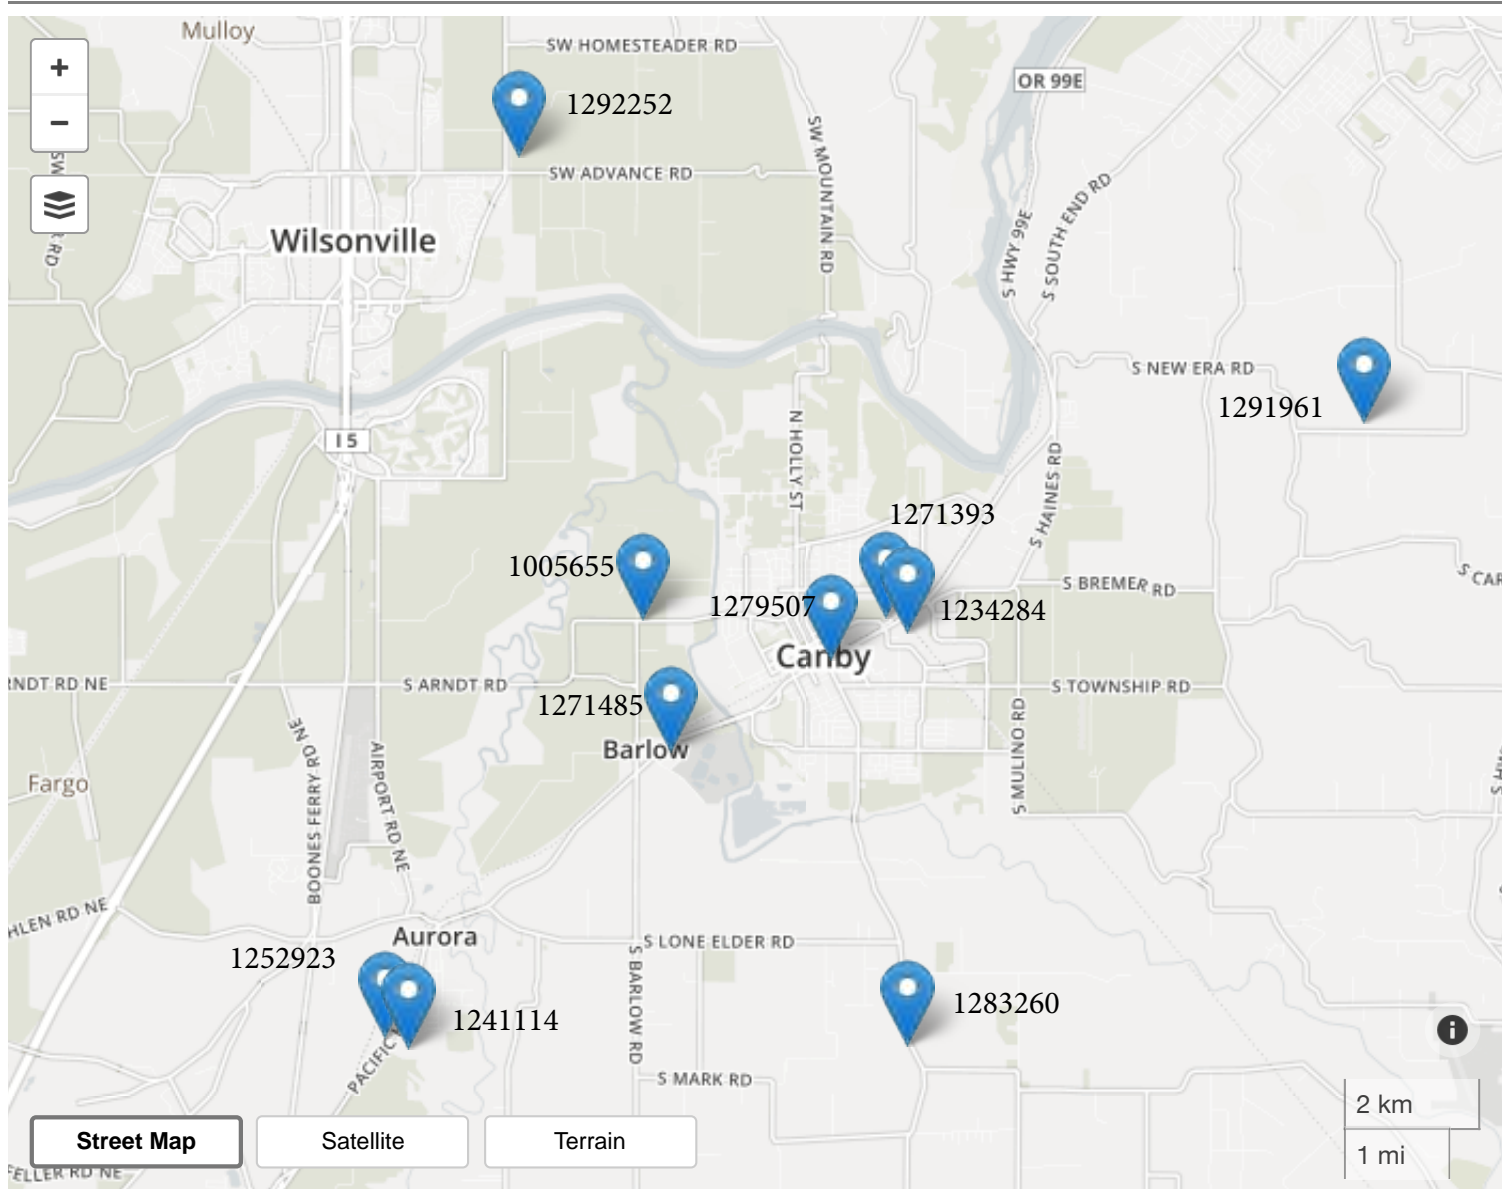 Mulloy
SW HOMESTEADER RD
OR 99E
+
1292252
−
SW MOUNTAIN RD
SW ADVANCE RD
S SOUTH END RD
Wilsonville
S HWY 99E
S NEW ERA RD
1291961
I 5
N HOLLY ST
S HAINES RD
1271393
1005655
S BREMER RD
1279507
1234284
Canby
RNDT RD NE
S ARNDT RD
S TOWNSHIP RD
1271485
Barlow
S MULINO RD
Fargo
BOONES FERRY RD NE
AIRPORT RD NE
HLEN RD NE
Aurora
S LONE ELDER RD
1252923
S BARLOW RD
1241114
1283260
PACIFIC
S MARK RD
2 km
Street Map
Satellite
Terrain
1 mi
FELLER RD NE